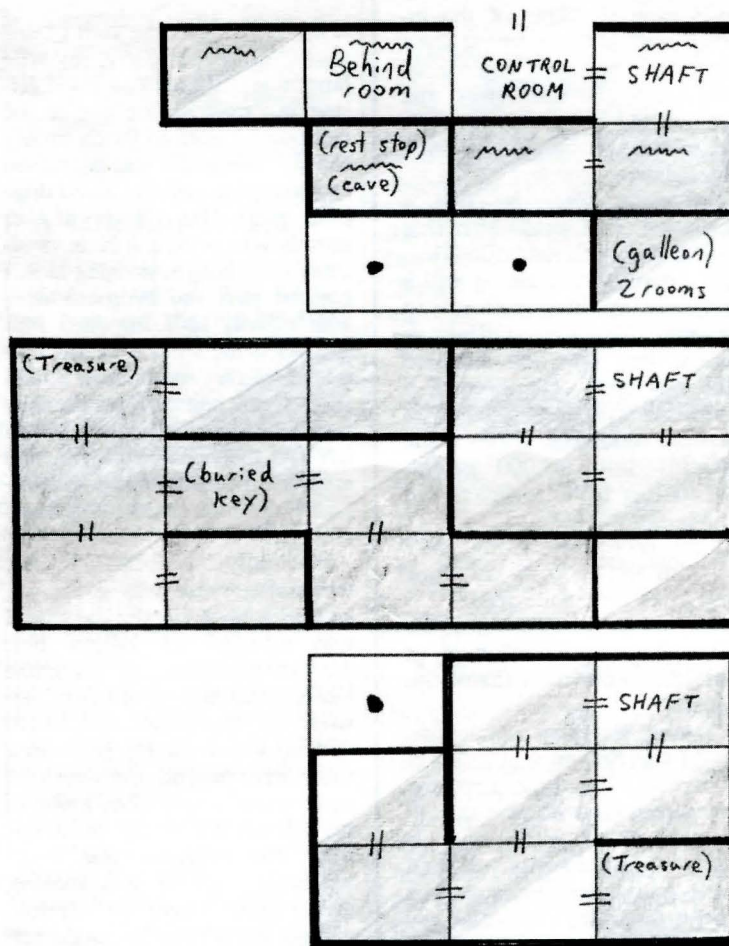 Behind
room
CONTROL
ROOM
SHAFT
(rest stop)
(cave)
(galleon)
2 rooms
(Treasure)
SHAFT
(buried
key)
SHAFT
(Treasure)